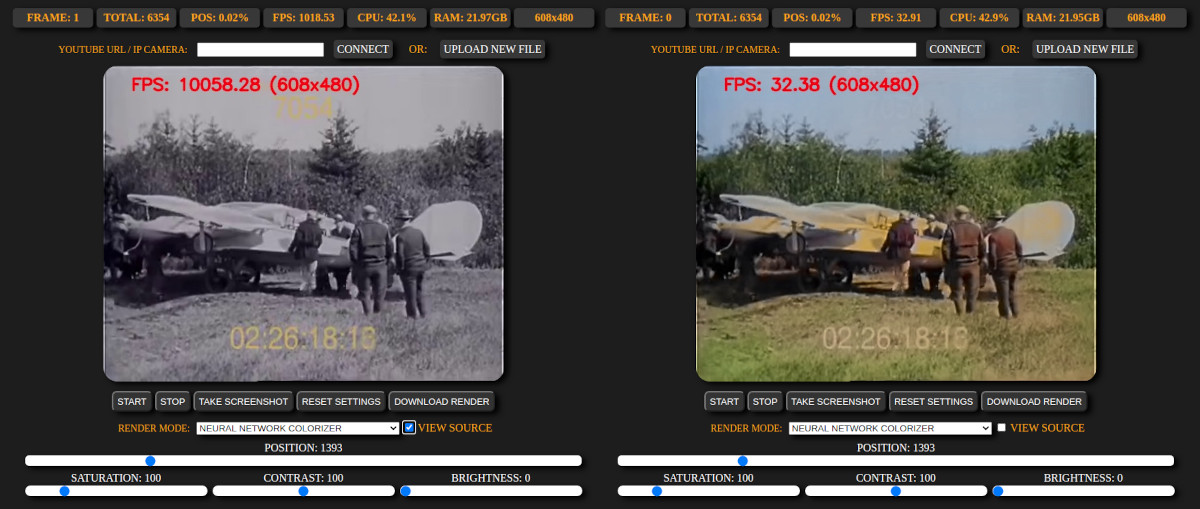 FRAME: 1 TOTAL: 6354 POS: 0.02% FPS: 1018.53 CPU: 42.1% RAM: 21.97GB 608x480
YOUTUBE URL / IP CAMERA: CONNECT OR: UPLOAD NEW FILE
FPS: 10058.28 (608x480)
7054
02:26:18:18
START STOP TAKE SCREENSHOT RESET SETTINGS DOWNLOAD RENDER
RENDER MODE: NEURAL NETWORK COLORIZER VIEW SOURCE
POSITION: 1393
SATURATION: 100 CONTRAST: 100 BRIGHTNESS: 0
FRAME: 0 TOTAL: 6354 POS: 0.02% FPS: 32.91 CPU: 42.9% RAM: 21.95GB 608x480
YOUTUBE URL / IP CAMERA: CONNECT OR: UPLOAD NEW FILE
FPS: 32.38 (608x480)
02:26:18:18
START STOP TAKE SCREENSHOT RESET SETTINGS DOWNLOAD RENDER
RENDER MODE: NEURAL NETWORK COLORIZER VIEW SOURCE
POSITION: 1393
SATURATION: 100 CONTRAST: 100 BRIGHTNESS: 0